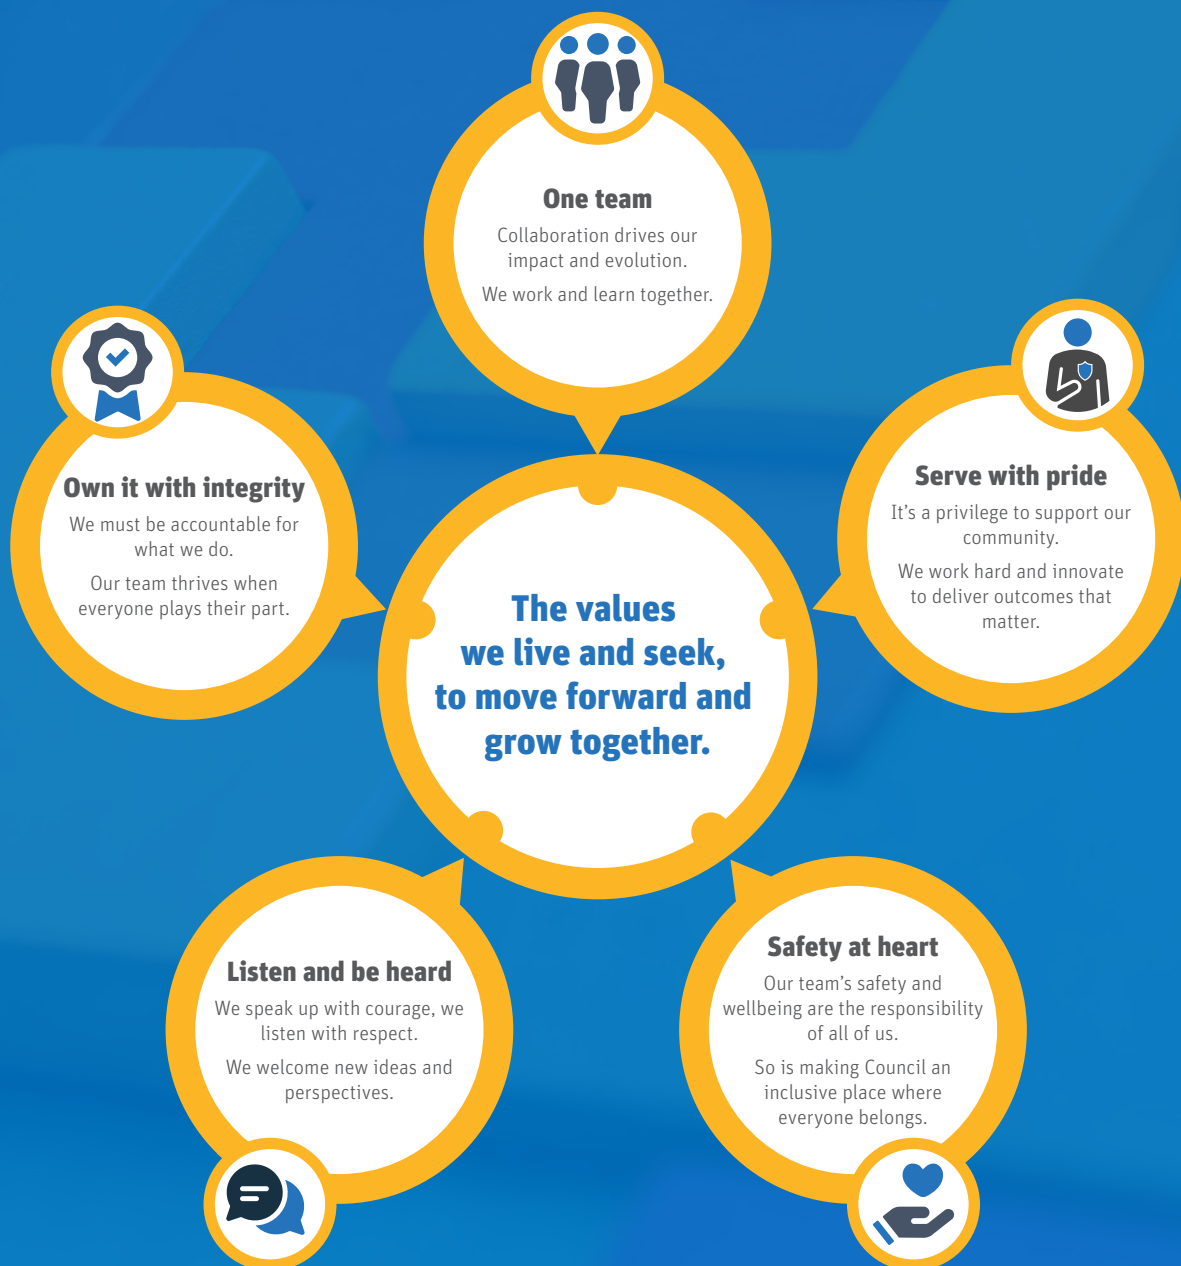 One team
Collaboration drives our
impact and evolution.
We work and learn together.
Own it with integrity
We must be accountable for
what we do.
Our team thrives when
everyone plays their part.
Serve with pride
It’s a privilege to support our
community.
We work hard and innovate
to deliver outcomes that
matter.
The values
we live and seek,
to move forward and
grow together.
Listen and be heard
We speak up with courage, we
listen with respect.
We welcome new ideas and
perspectives.
Safety at heart
Our team’s safety and
wellbeing are the responsibility
of all of us.
So is making Council an
inclusive place where
everyone belongs.